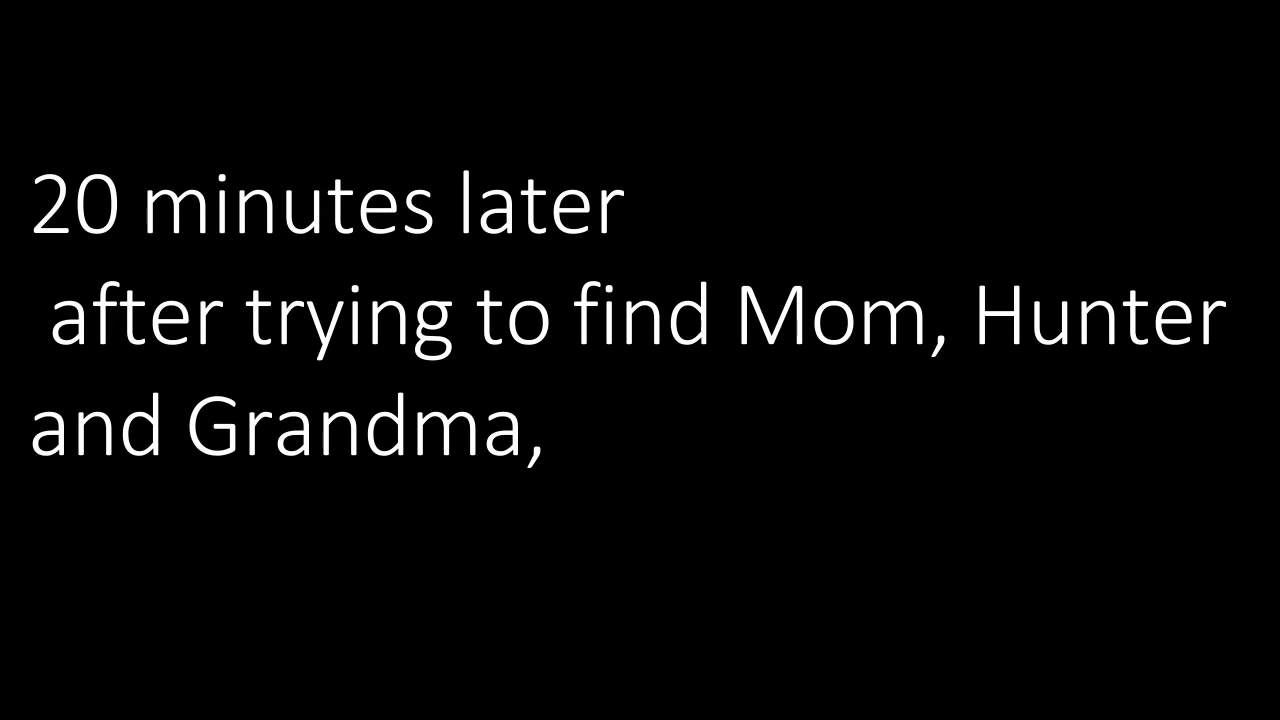 20 minutes later
after trying to find Mom, Hunter
and Grandma,